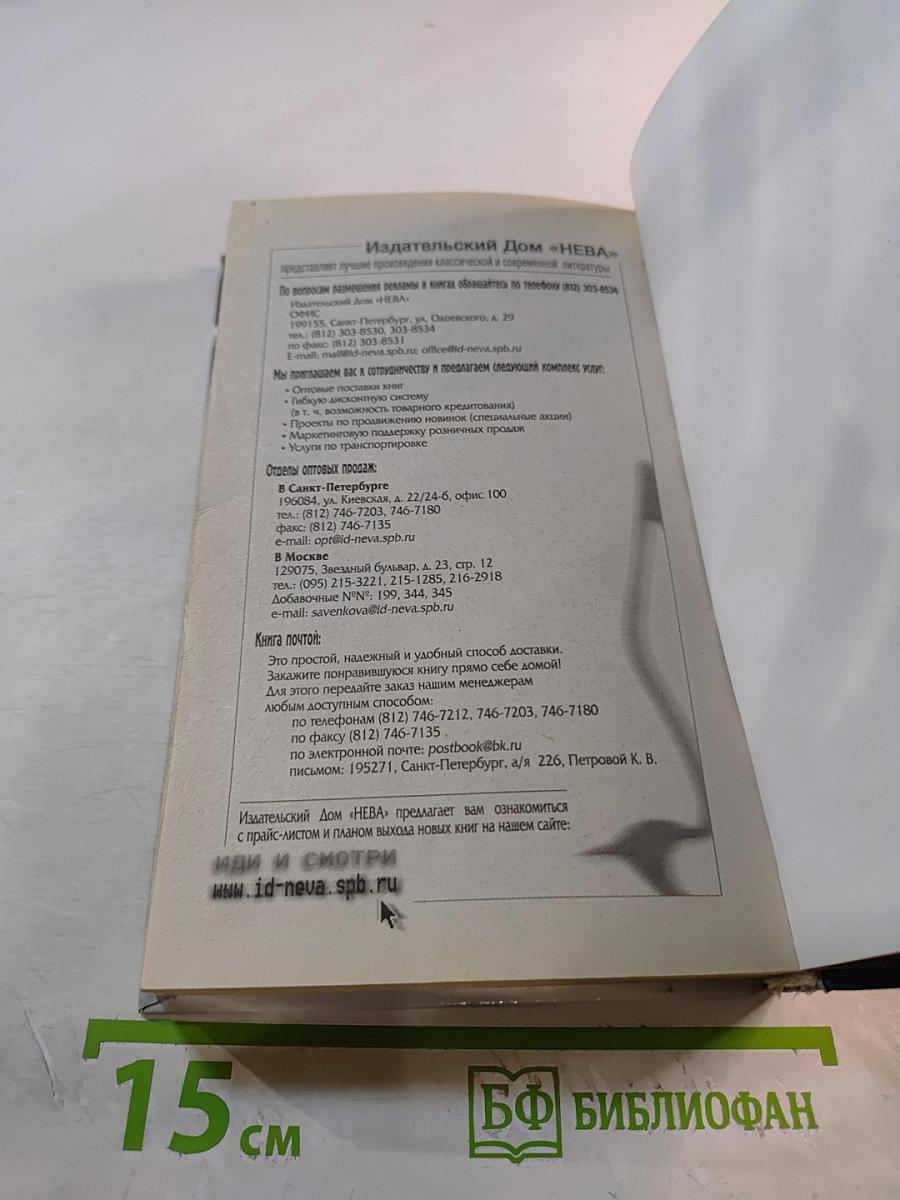 Издательский Дом «НЕВА»
представляет лучшие произведения классической и современной литературы
По вопросам размещения рекламы в книгах обращайтесь по телефону (812) 303-8534
Издательский Дом «НЕВА»
ОФИС
199155, Санкт-Петербург, ул. Одоевского, д. 29
тел.: (812) 303-8530, 303-8534
по факс: (812) 303-8531
E-mail: mail@id-neva.spb.ru; office@id-neva.spb.ru
Мы приглашаем вас к сотрудничеству и предлагаем следующий комплекс услуг:
• Оптовые поставки книг
• Гибкую дисконтную систему
(в т. ч. возможность товарного кредитования)
• Проекты по продвижению новинок (специальные акции)
• Маркетинговую поддержку розничных продаж
• Услуги по транспортировке
Отделы оптовых продаж:
В Санкт-Петербурге
196084, ул. Киевская, д. 22/24-б, офис 100
тел.: (812) 746-7203, 746-7180
факс: (812) 746-7135
e-mail: opt@id-neva.spb.ru
В Москве
129075, Звездный бульвар, д. 23, стр. 12
тел.: (095) 215-3221, 215-1285, 216-2918
Добавочные №№: 199, 344, 345
e-mail: savenkova@id-neva.spb.ru
Книга почтой:
Это простой, надежный и удобный способ доставки.
Закажите понравившуюся книгу прямо себе домой!
Для этого передайте заказ нашим менеджерам
любым доступным способом:
по телефонам (812) 746-7212, 746-7203, 746-7180
по факсу (812) 746-7135
по электронной почте: postbook@bk.ru
письмом: 195271, Санкт-Петербург, а/я 226, Петровой К. В.
Издательский Дом «НЕВА» предлагает вам ознакомиться
с прайс-листом и планом выхода новых книг на нашем сайте:
ИДИ И СМОТРИ
www.id-neva.spb.ru
15 см
БФ БИБЛИОФАН